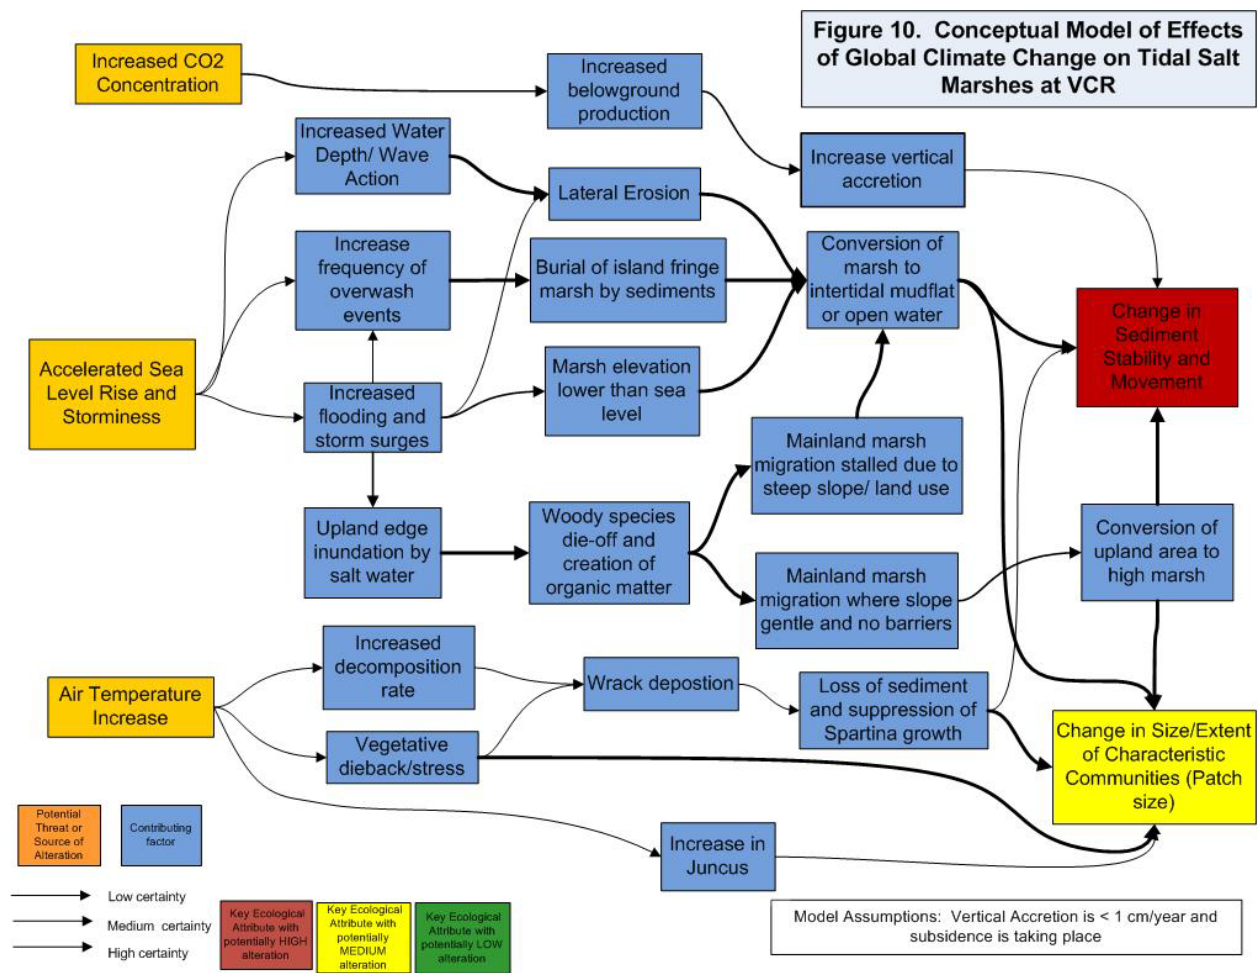 Figure 10. Conceptual Model of Effects
of Global Climate Change on Tidal Salt
Marshes at VCR
Increased CO2
Concentration
Increased
belowground
production
Increased Water
Depth/ Wave
Action
Increase vertical
accretion
Lateral Erosion
Increase
frequency of
overwash
events
Burial of island fringe
marsh by sediments
Conversion of
marsh to
intertidal mudflat
or open water
Change in
Sediment
Stability and
Movement
Accelerated Sea
Level Rise and
Storminess
Increased
flooding and
storm surges
Marsh elevation
lower than sea
level
Mainland marsh
migration stalled due to
steep slope/ land use
Upland edge
inundation by
salt water
Woody species
die-off and
creation of
organic matter
Conversion of
upland area to
high marsh
Mainland marsh
migration where slope
gentle and no barriers
Increased
decomposition
rate
Wrack depostion
Air Temperature
Increase
Loss of sediment
and suppression of
Spartina growth
Vegetative
dieback/stress
Change in Size/Extent
of Characteristic
Communities (Patch
size)
Increase in
Juncus
Potential
Threat or
Source of
Alteration
Contributing
factor
Low certainty
Medium certainty
High certainty
Key Ecological
Attribute with
potentially HIGH
alteration
Key Ecological
Attribute with
potentially
MEDIUM
alteration
Key Ecological
Attribute with
potentially LOW
alteration
Model Assumptions: Vertical Accretion is < 1 cm/year and
subsidence is taking place